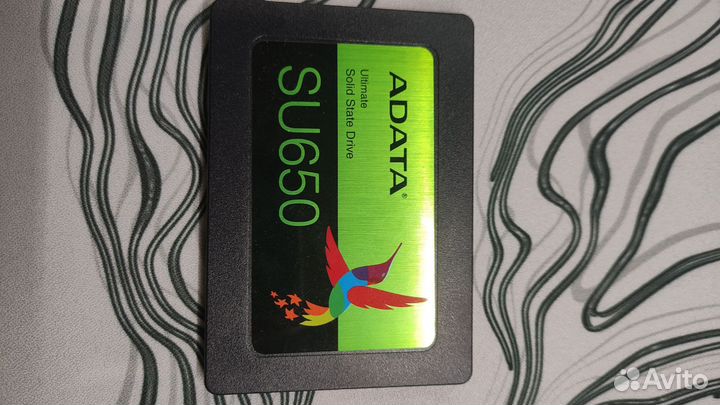 ADATA®
Ultimate
Solid State Drive
SU650
Avito